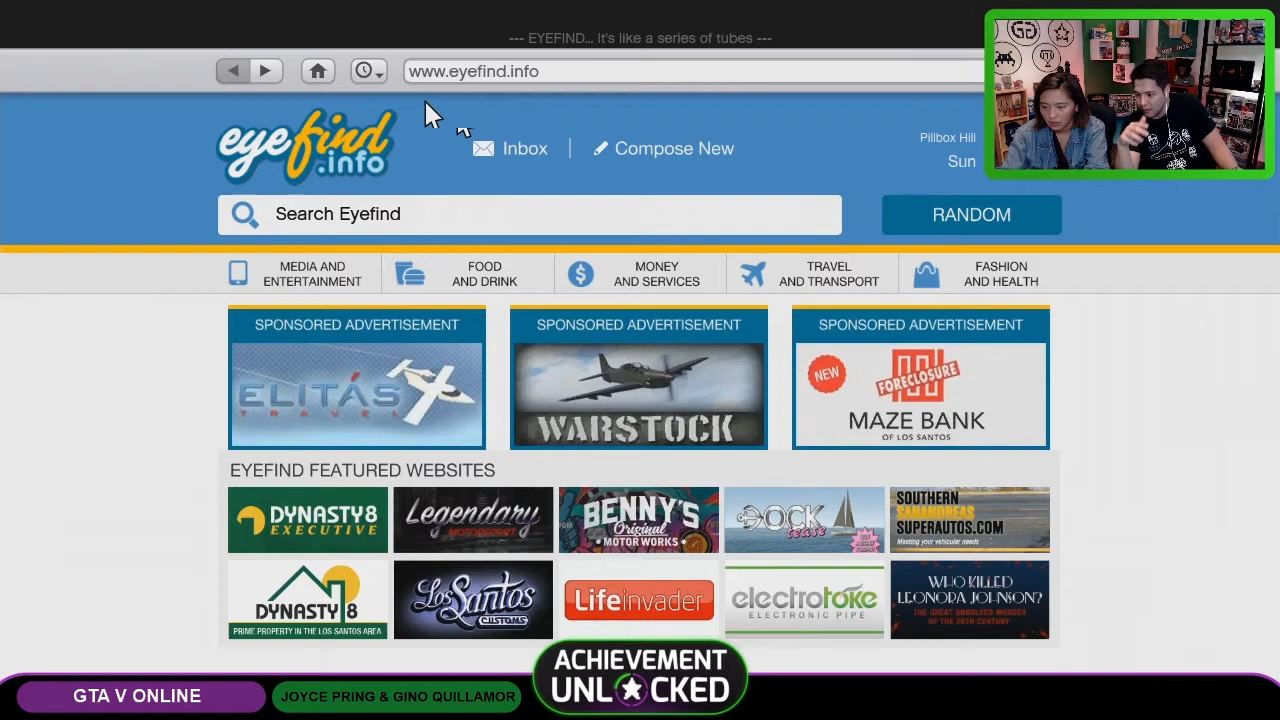 --- EYEFIND... It's like a series of tubes ---
www.eyefind.info
eyefind
.info
Inbox
Compose New
Pillbox Hill
Sun
Search Eyefind
RANDOM
MEDIA AND
ENTERTAINMENT
FOOD
AND DRINK
MONEY
AND SERVICES
TRAVEL
AND TRANSPORT
FASHION
AND HEALTH
SPONSORED ADVERTISEMENT
ELITÁS
TRAVEL
SPONSORED ADVERTISEMENT
WARSTOCK
SPONSORED ADVERTISEMENT
NEW
FORECLOSURE
MAZE BANK
OF LOS SANTOS
EYEFIND FEATURED WEBSITES
DYNASTY8
EXECUTIVE
Legendary
MOTORSPORT
BENNY'S
Original
MOTOR WORKS
DOCK
tease
SOUTHERN
SANANDREAS
SUPERAUTOS.COM
Meeting your vehicular needs
DYNASTY 8
PRIME PROPERTY IN THE LOS SANTOS AREA
Los Santos
CUSTOMS
Lifeinvader
electrotoke
ELECTRONIC PIPE
WHO KILLED
LEONORA JOHNSON?
THE GREAT UNSOLVED MURDER
OF THE 20TH CENTURY
GTA V ONLINE
JOYCE PRING & GINO QUILLAMOR
ACHIEVEMENT
UNLOCKED